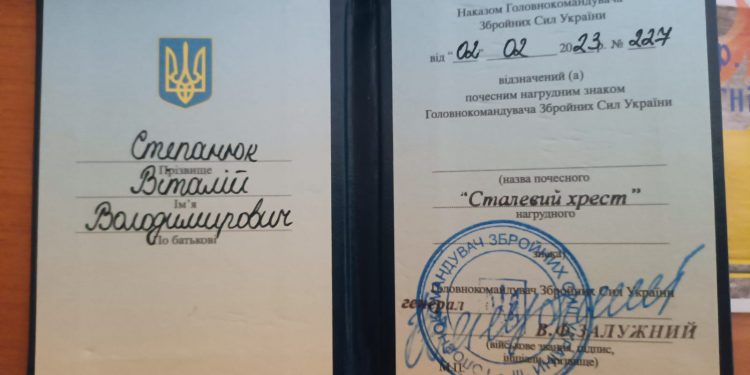 Степанюк
Прізвище
Віталій
Ім'я
Володимирович
По батькові
Наказом Головнокомандувача
Збройних Сил України
від "02" 02 2023р. № 227
відзначений (а)
почесним нагрудним знаком
Головнокомандувача Збройних Сил України
(назва почесного
"Сталевий хрест"
нагрудного
знака)
Головнокомандувач Збройних Сил України
генерал
В.Ф.ЗАЛУЖНИЙ
(військове звання, підпис,
ініціали, прізвище)
М.П.